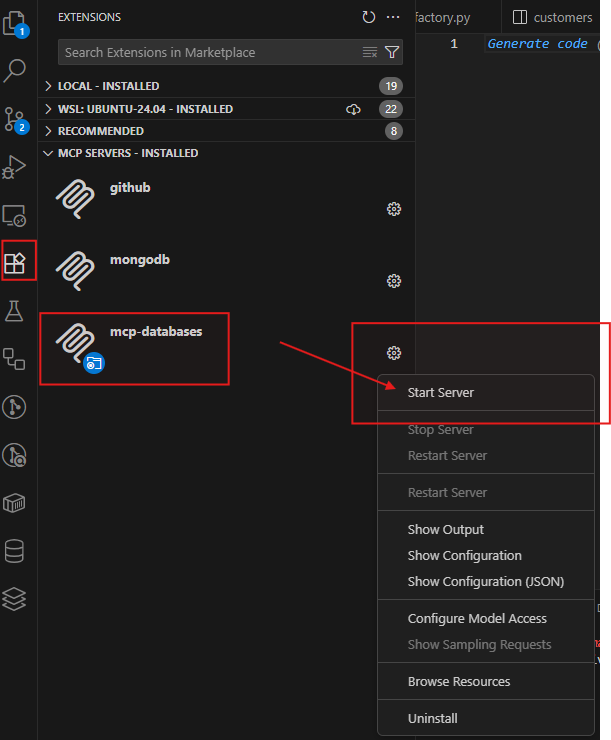 EXTENSIONS
factory.py
customers
1
Search Extensions in Marketplace
1
Generate code
LOCAL - INSTALLED
19
WSL: UBUNTU-24.04 - INSTALLED
22
2
RECOMMENDED
8
MCP SERVERS - INSTALLED
github
mongodb
mcp-databases
Start Server
Stop Server
Restart Server
Restart Server
Show Output
Show Configuration
Show Configuration (JSON)
Configure Model Access
Show Sampling Requests
Browse Resources
Uninstall